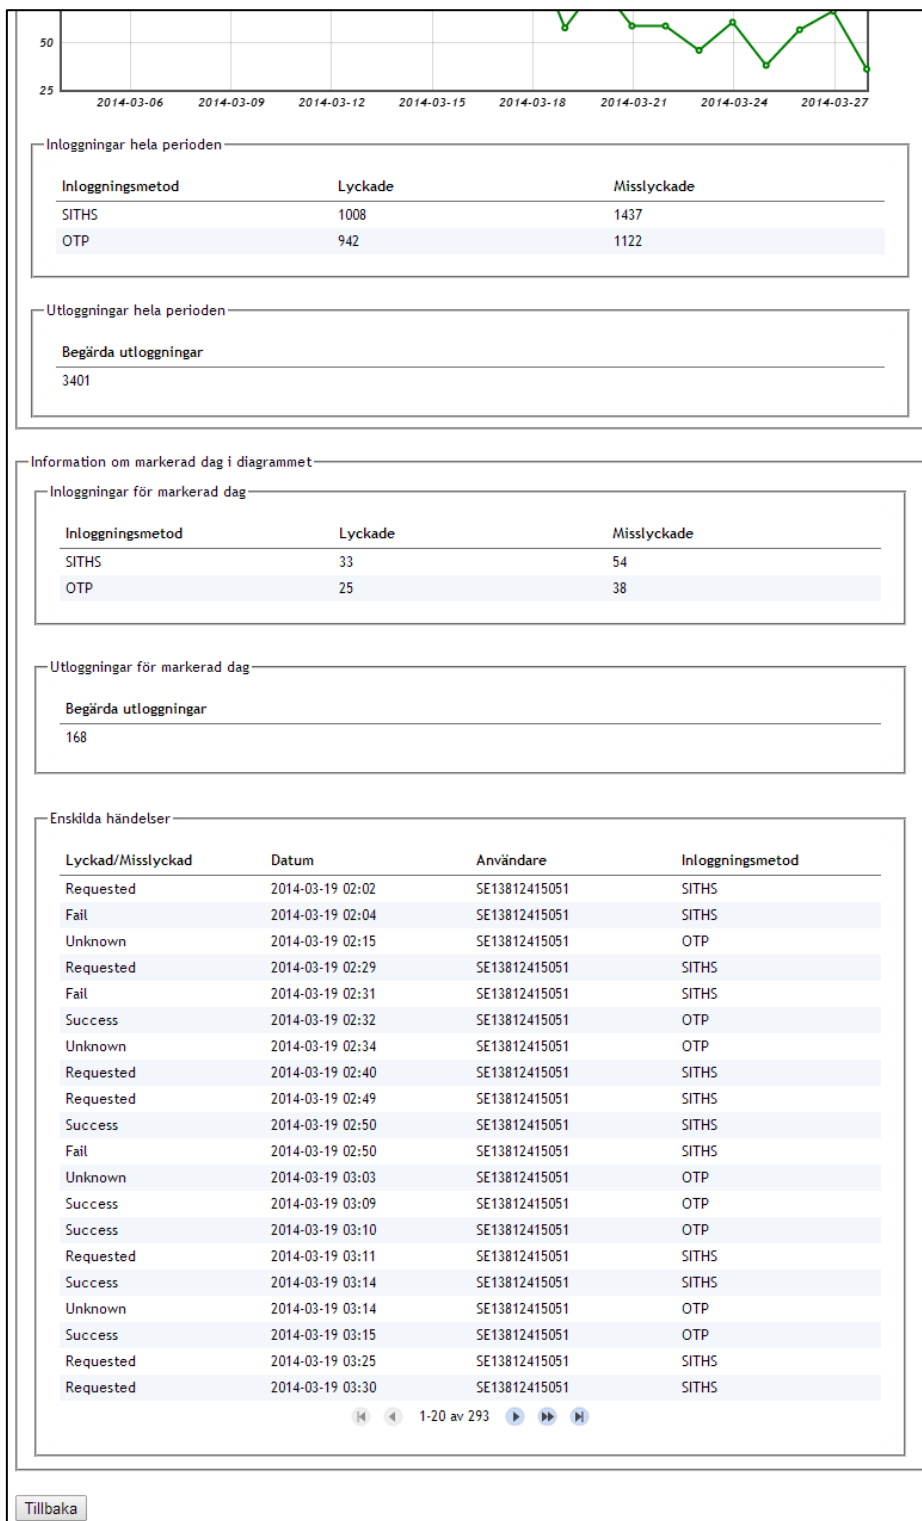 50
25
2014-03-06 2014-03-09 2014-03-12 2014-03-15 2014-03-18 2014-03-21 2014-03-24 2014-03-27
Inloggningar hela perioden
Inloggningsmetod Lyckade Misslyckade
SITHS 1008 1437
OTP 942 1122
Utloggningar hela perioden
Begärda utloggningar
3401
Information om markerad dag i diagrammet
Inloggningar för markerad dag
Inloggningsmetod Lyckade Misslyckade
SITHS 33 54
OTP 25 38
Utloggningar för markerad dag
Begärda utloggningar
168
Enskilda händelser
Lyckad/Misslyckad Datum Användare Inloggningsmetod
Requested 2014-03-19 02:02 SE13812415051 SITHS
Fail 2014-03-19 02:04 SE13812415051 SITHS
Unknown 2014-03-19 02:15 SE13812415051 OTP
Requested 2014-03-19 02:29 SE13812415051 SITHS
Fail 2014-03-19 02:31 SE13812415051 SITHS
Success 2014-03-19 02:32 SE13812415051 OTP
Unknown 2014-03-19 02:34 SE13812415051 OTP
Requested 2014-03-19 02:40 SE13812415051 SITHS
Requested 2014-03-19 02:49 SE13812415051 SITHS
Success 2014-03-19 02:50 SE13812415051 SITHS
Fail 2014-03-19 02:50 SE13812415051 SITHS
Unknown 2014-03-19 03:03 SE13812415051 OTP
Success 2014-03-19 03:09 SE13812415051 OTP
Success 2014-03-19 03:10 SE13812415051 OTP
Requested 2014-03-19 03:11 SE13812415051 SITHS
Success 2014-03-19 03:14 SE13812415051 SITHS
Unknown 2014-03-19 03:14 SE13812415051 OTP
Success 2014-03-19 03:15 SE13812415051 OTP
Requested 2014-03-19 03:25 SE13812415051 SITHS
Requested 2014-03-19 03:30 SE13812415051 SITHS
1-20 av 293
Tillbaka